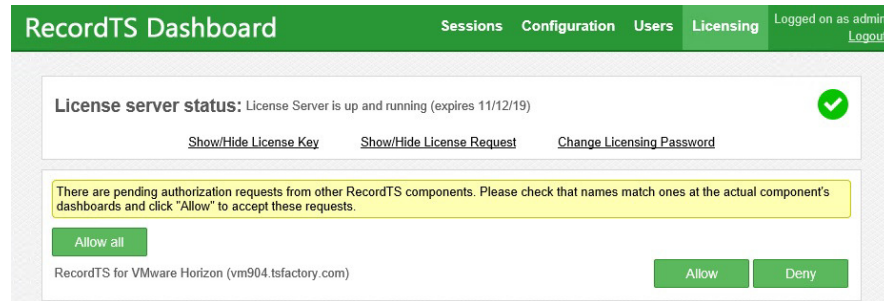 RecordTS Dashboard Sessions Configuration Users Licensing Logged on as admin
Logout
License server status: License Server is up and running (expires 11/12/19)
Show/Hide License Key Show/Hide License Request Change Licensing Password
There are pending authorization requests from other RecordTS components. Please check that names match ones at the actual component's
dashboards and click "Allow" to accept these requests.
Allow all
RecordTS for VMware Horizon (vm904.tsfactory.com) Allow Deny